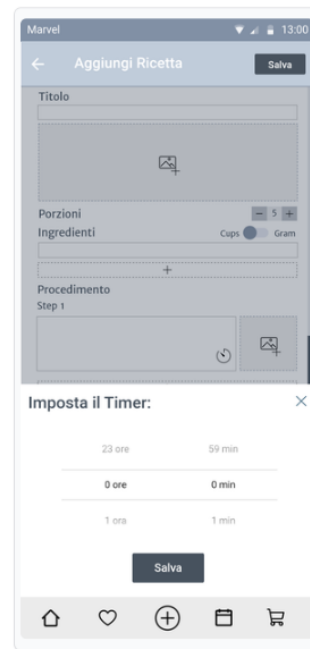 Marvel 13:00
Aggiungi Ricetta Salva
Titolo
Porzioni 5
Ingredienti Cups Gram
+
Procedimento
Step 1
Imposta il Timer:
23 ore 59 min
0 ore 0 min
1 ora 1 min
Salva